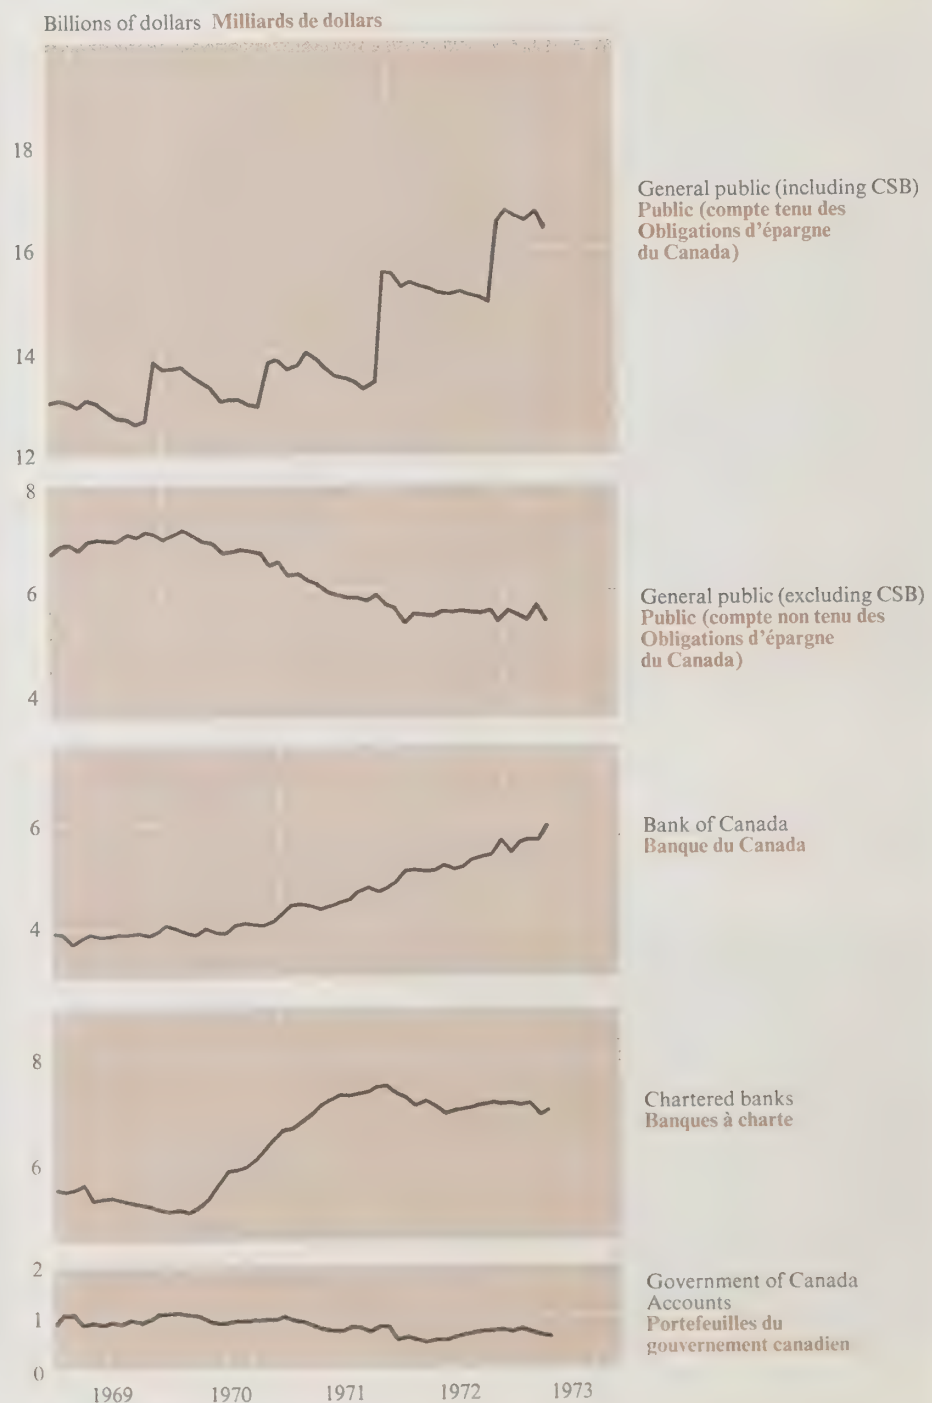 Billions of dollars Milliards de dollars
18
16
14
12
General public (including CSB)
Public (compte tenu des
Obligations d'épargne
du Canada)
8
6
4
General public (excluding CSB)
Public (compte non tenu des
Obligations d'épargne
du Canada)
6
4
Bank of Canada
Banque du Canada
8
6
Chartered banks
Banques à charte
2
1
0
Government of Canada
Accounts
Portefeuilles du
gouvernement canadien
1969 1970 1971 1972 1973